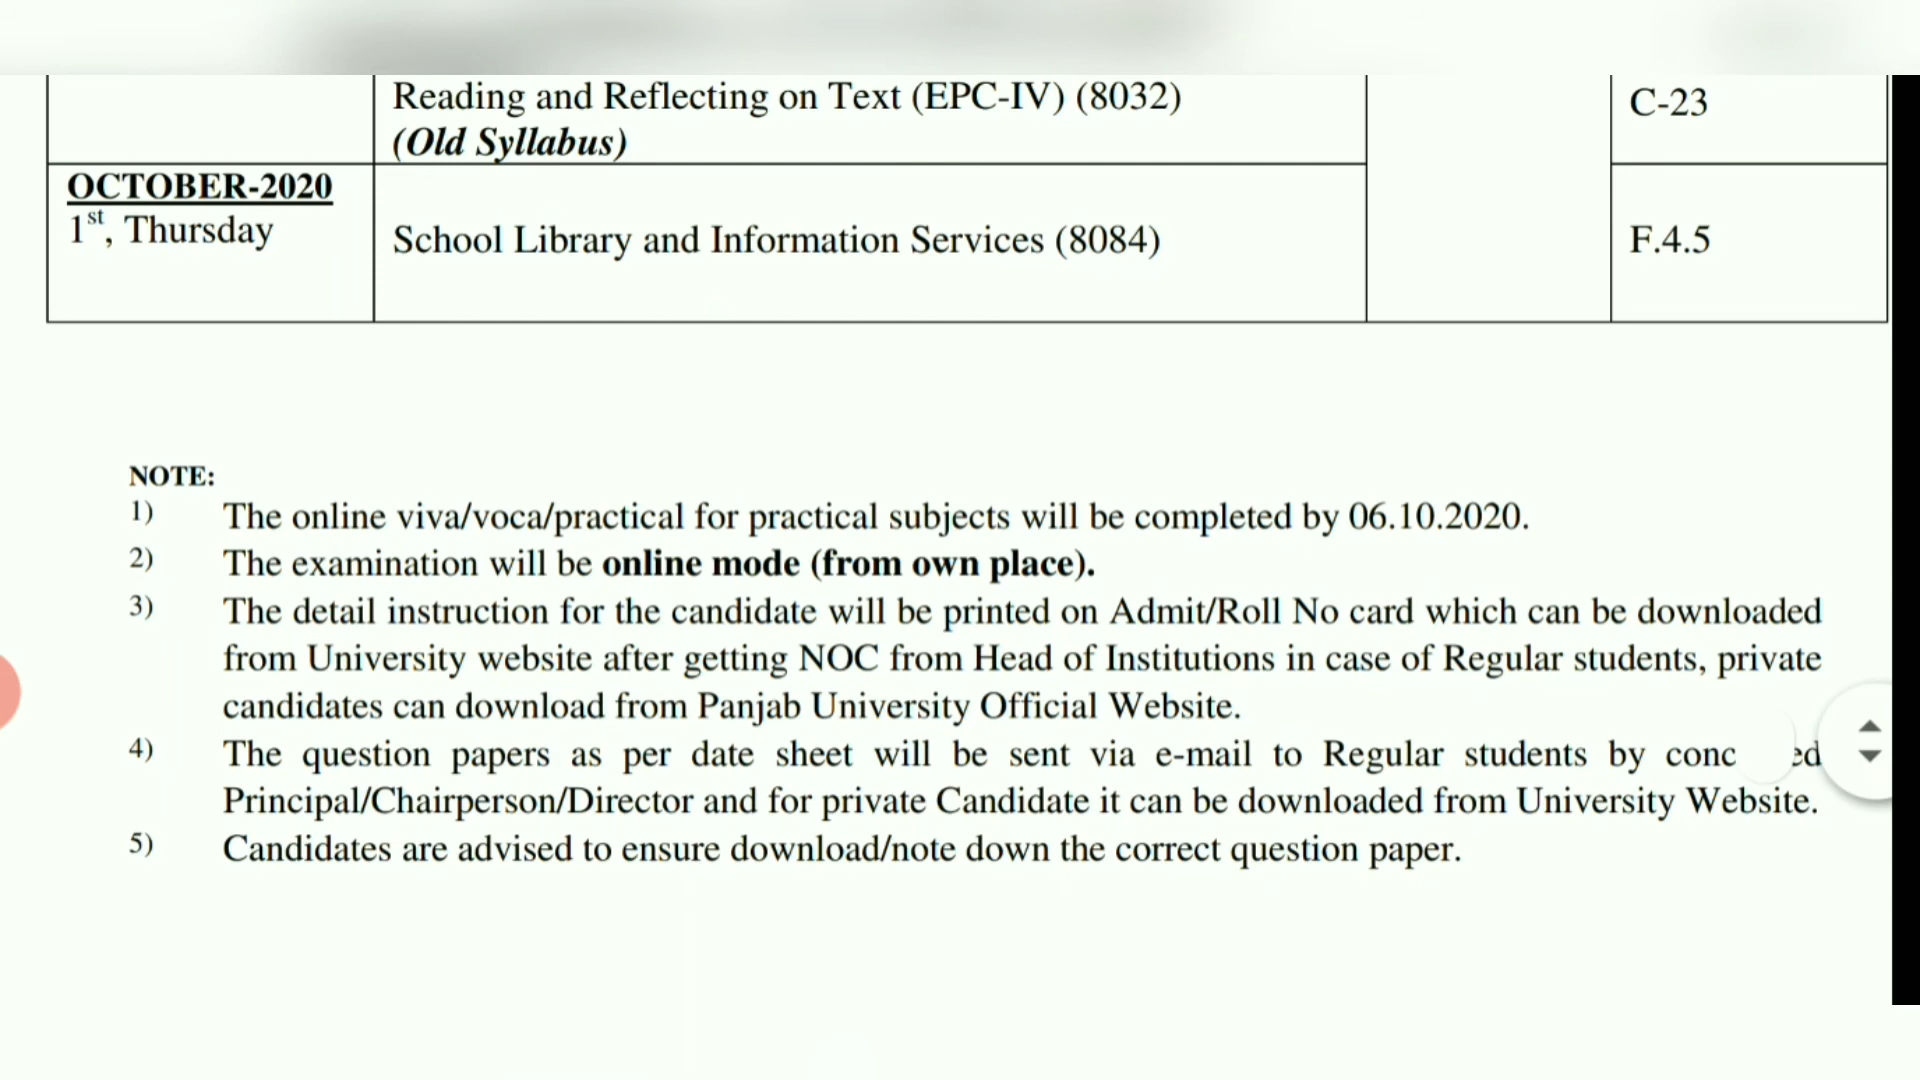 Reading and Reflecting on Text (EPC-IV) (8032)
(Old Syllabus)
C-23
OCTOBER-2020
1st, Thursday
School Library and Information Services (8084)
F.4.5
NOTE:
1) The online viva/voca/practical for practical subjects will be completed by 06.10.2020.
2) The examination will be online mode (from own place).
3) The detail instruction for the candidate will be printed on Admit/Roll No card which can be downloaded
from University website after getting NOC from Head of Institutions in case of Regular students, private
candidates can download from Panjab University Official Website.
4) The question papers as per date sheet will be sent via e-mail to Regular students by
Principal/Chairperson/Director and for private Candidate it can be downloaded from University Website.
5) Candidates are advised to ensure download/note down the correct question paper.